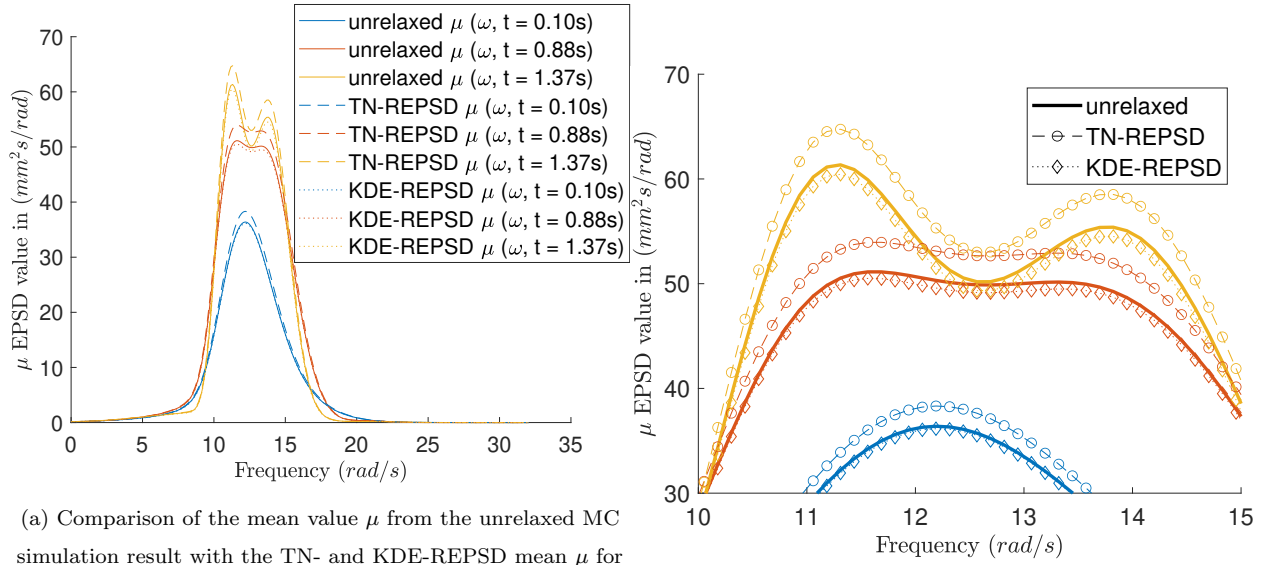 unrelaxed μ (ω, t = 0.10s)
unrelaxed μ (ω, t = 0.88s)
unrelaxed μ (ω, t = 1.37s)
TN-REPSD μ (ω, t = 0.10s)
TN-REPSD μ (ω, t = 0.88s)
TN-REPSD μ (ω, t = 1.37s)
KDE-REPSD μ (ω, t = 0.10s)
KDE-REPSD μ (ω, t = 0.88s)
KDE-REPSD μ (ω, t = 1.37s)
70
60
50
40
30
20
10
0
μ EPSD value in (mm²s/rad)
0 5 10 15 20 25 30 35
Frequency (rad/s)
(a) Comparison of the mean value μ from the unrelaxed MC
simulation result with the TN- and KDE-REPSD mean μ for
unrelaxed
TN-REPSD
KDE-REPSD
70
60
50
40
30
μ EPSD value in (mm²s/rad)
10 11 12 13 14 15
Frequency (rad/s)